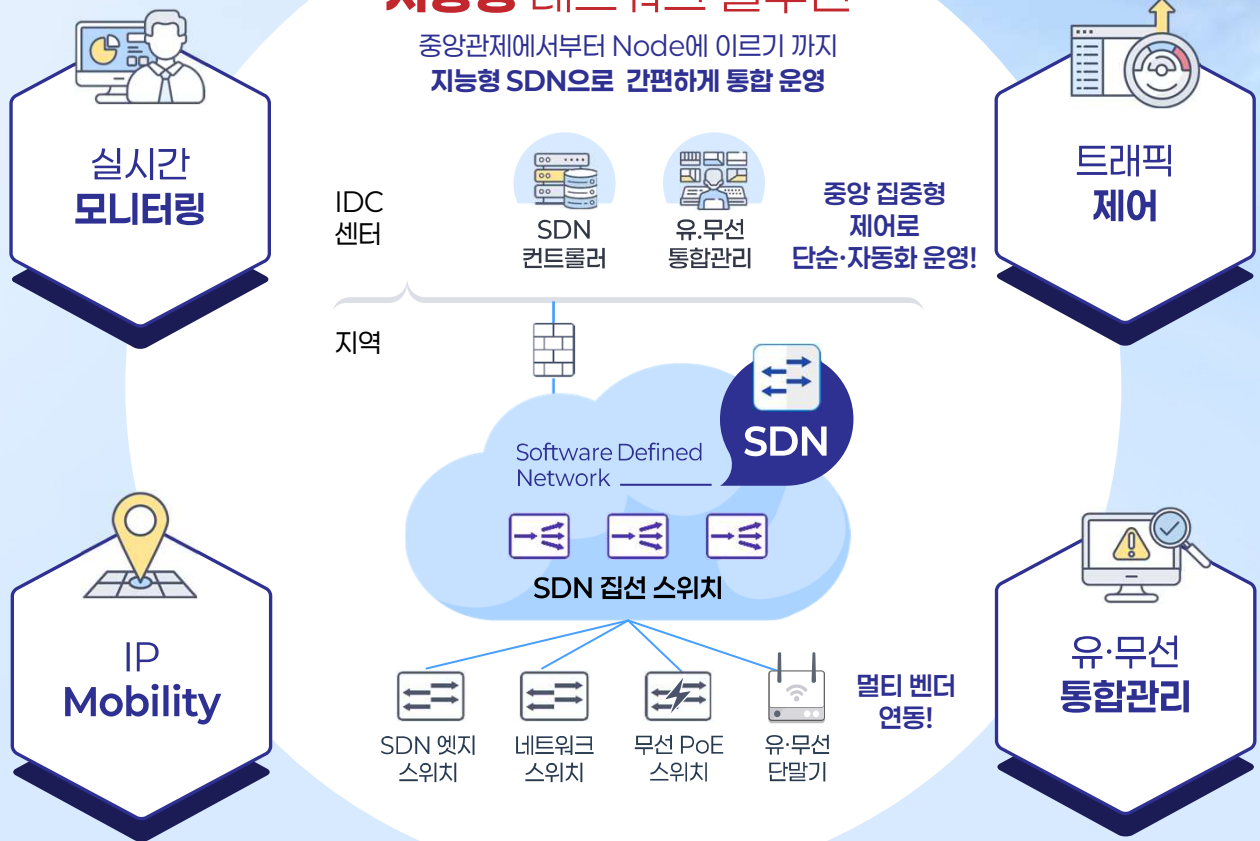 중앙관제에서부터 Node에 이르기 까지
지능형 SDN으로 간편하게 통합 운영
실시간
모니터링
트래픽
제어
IDC
센터
SDN
컨트롤러
유.무선
통합관리
중앙 집중형
제어로
단순·자동화 운영!
지역
SDN
Software Defined
Network
SDN 집선 스위치
IP
Mobility
유·무선
통합관리
SDN 엣지
스위치
네트워크
스위치
무선 PoE
스위치
유·무선
단말기
멀티 벤더
연동!